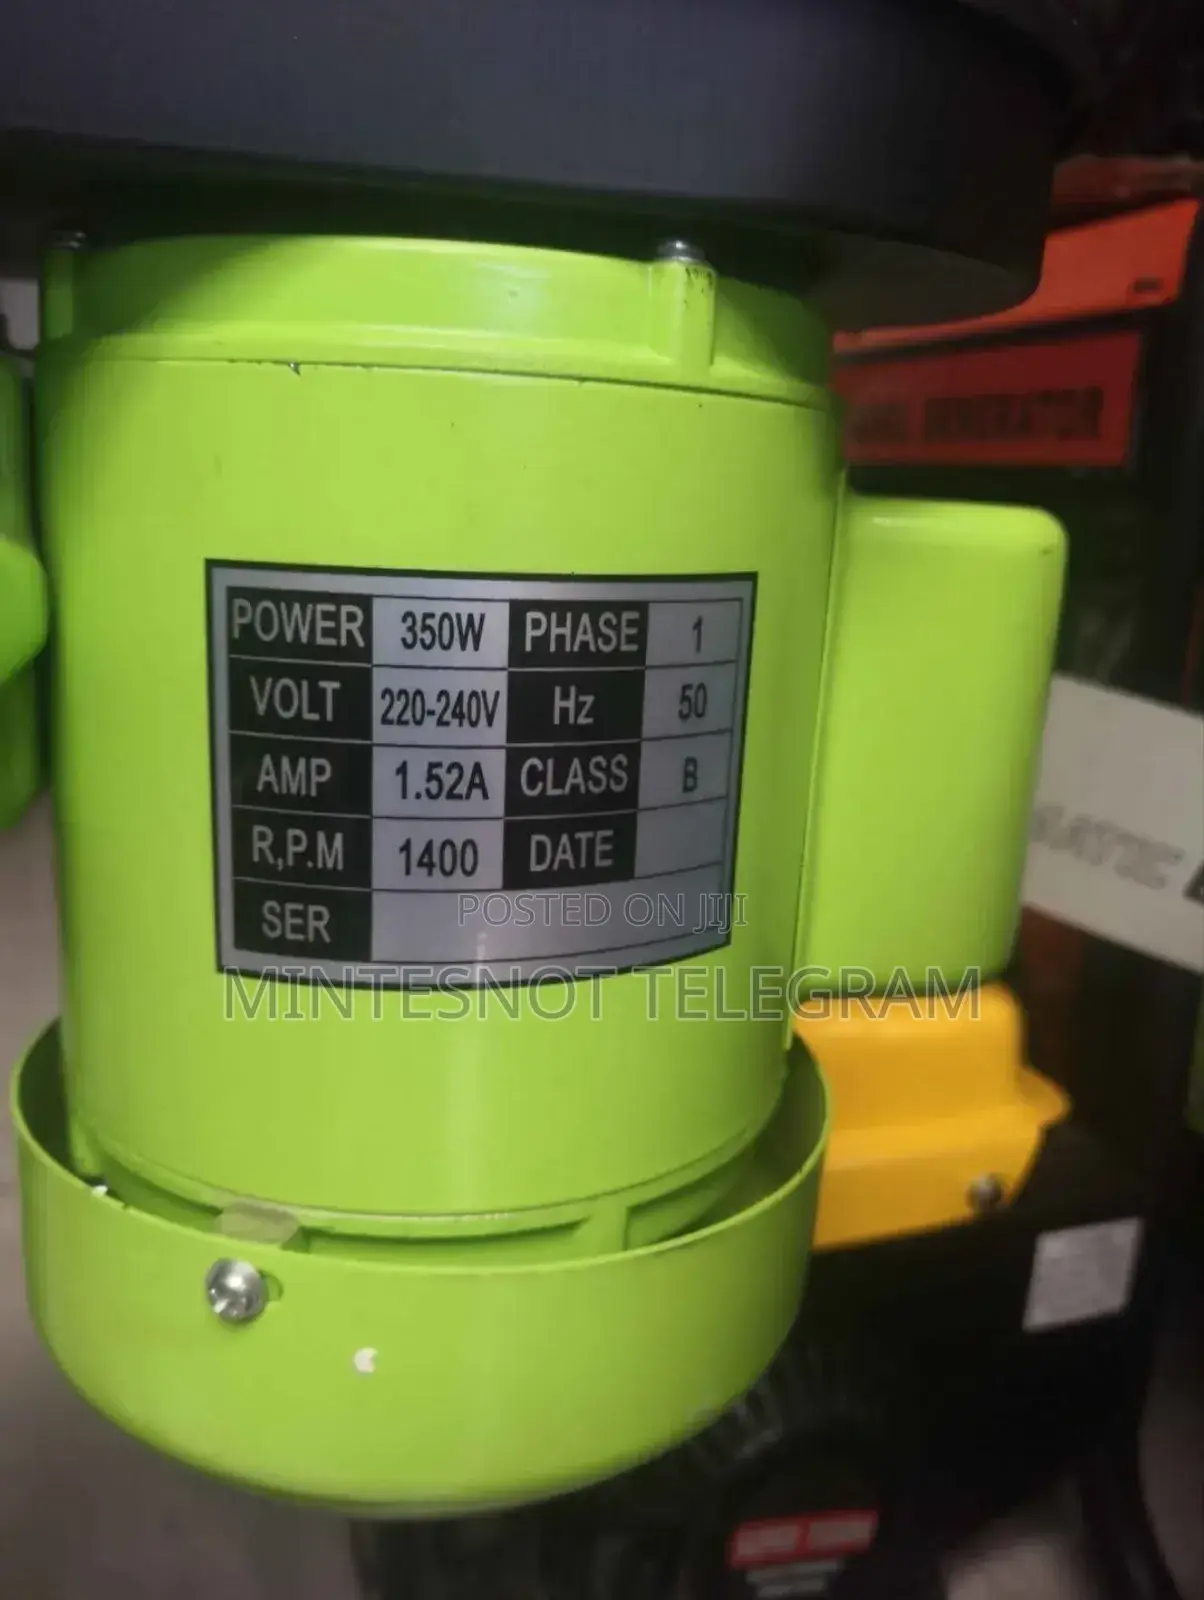 GENERATOR
POWER 350W PHASE 1
VOLT 220-240V Hz 50
AMP 1.52A CLASS B
R,P.M 1400 DATE
SER
POSTED ON JIJI
MINTESNOT TELEGRAM